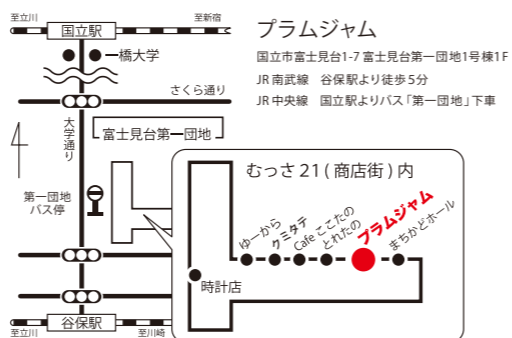 至立川
国立駅
至新宿
一橋大学
さくら通り
大学通り
富士見台第一団地
第一団地
バス停
至立川
谷保駅
至川崎
プラムジャム
国立市富士見台1-7 富士見台第一団地1号棟1F
JR 南武線 谷保駅より徒歩5分
JR 中央線 国立駅よりバス「第一団地」下車
むっさ21(商店街)内
ゆーから
クミタテ
Cafe ここたの
とれたの
プラムジャム
まちかどホール
時計店